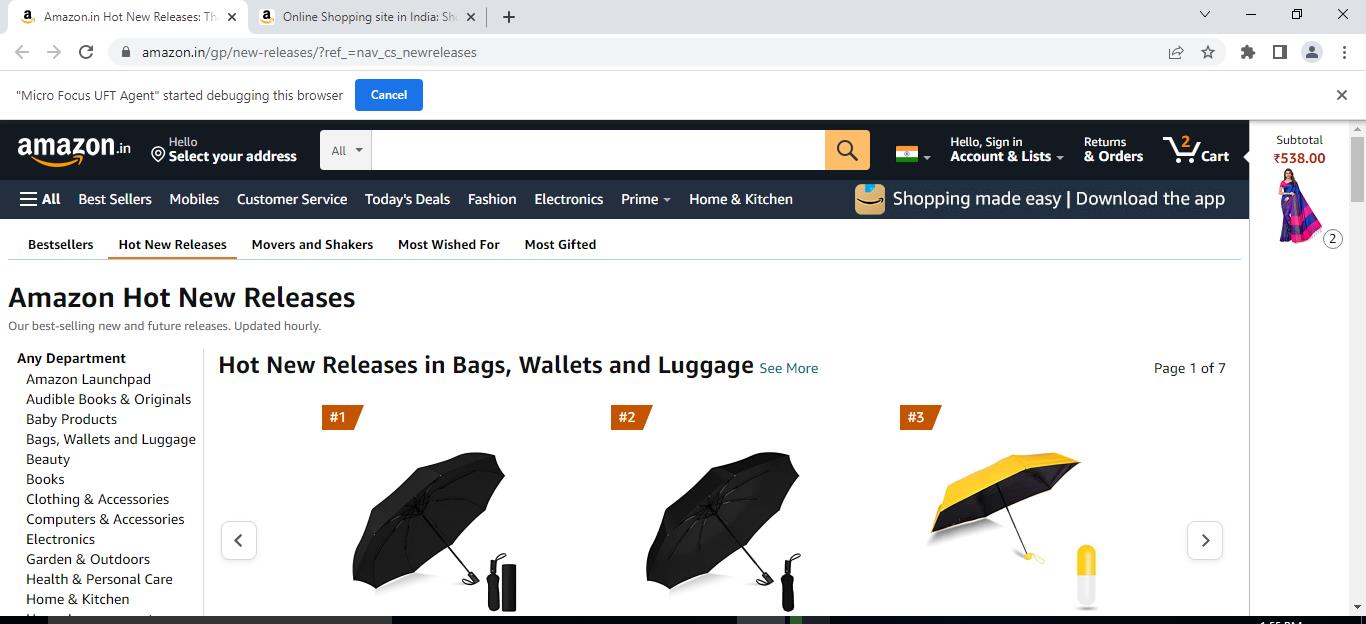 Amazon.in Hot New Releases: Th
Online Shopping site in India: Sh
amazon.in/gp/new-releases/?ref_=nav_cs_newreleases
"Micro Focus UFT Agent" started debugging this browser
Cancel
amazon.in
Hello
Select your address
All
Hello, Sign in
Account & Lists
Returns
& Orders
2
Cart
Subtotal
₹538.00
2
All
Best Sellers
Mobiles
Customer Service
Today's Deals
Fashion
Electronics
Prime
Home & Kitchen
Shopping made easy | Download the app
Bestsellers
Hot New Releases
Movers and Shakers
Most Wished For
Most Gifted
Amazon Hot New Releases
Our best-selling new and future releases. Updated hourly.
Any Department
Amazon Launchpad
Audible Books & Originals
Baby Products
Bags, Wallets and Luggage
Beauty
Books
Clothing & Accessories
Computers & Accessories
Electronics
Garden & Outdoors
Health & Personal Care
Home & Kitchen
Hot New Releases in Bags, Wallets and Luggage See More
Page 1 of 7
#1
#2
#3